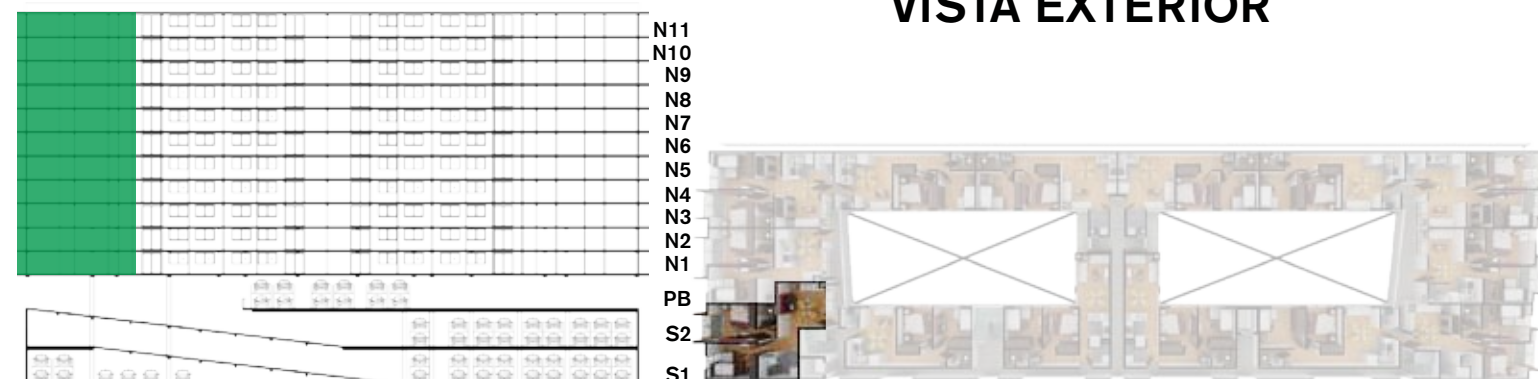 VISTA EXTERIOR
N11
N10
N9
N8
N7
N6
N5
N4
N3
N2
N1
PB
S2
S1